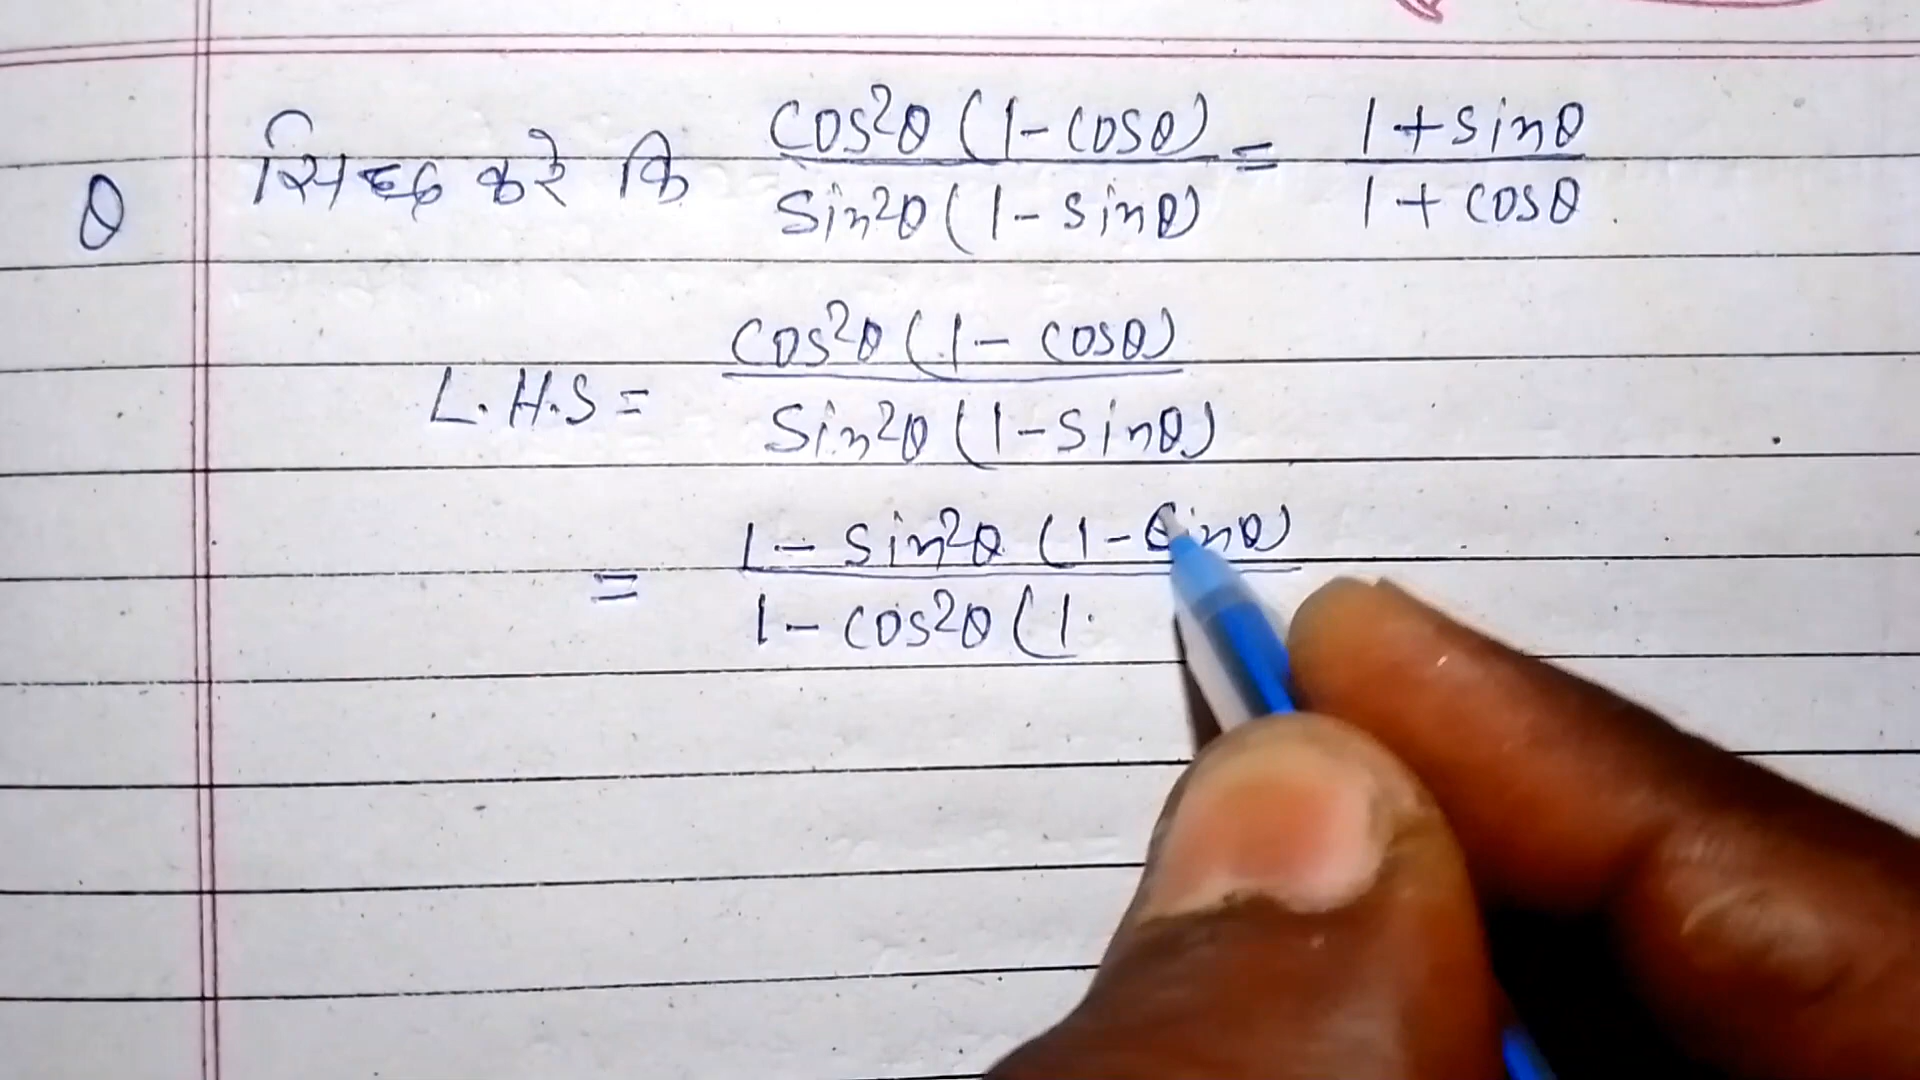 θ सिद्ध करे कि cos²θ (1-cosθ) / sin²θ (1-sinθ) = 1+sinθ / 1+cosθ
L.H.S = cos²θ (1-cosθ) / sin²θ (1-sinθ)
= 1-sin²θ (1-sinθ) / 1-cos²θ (1.